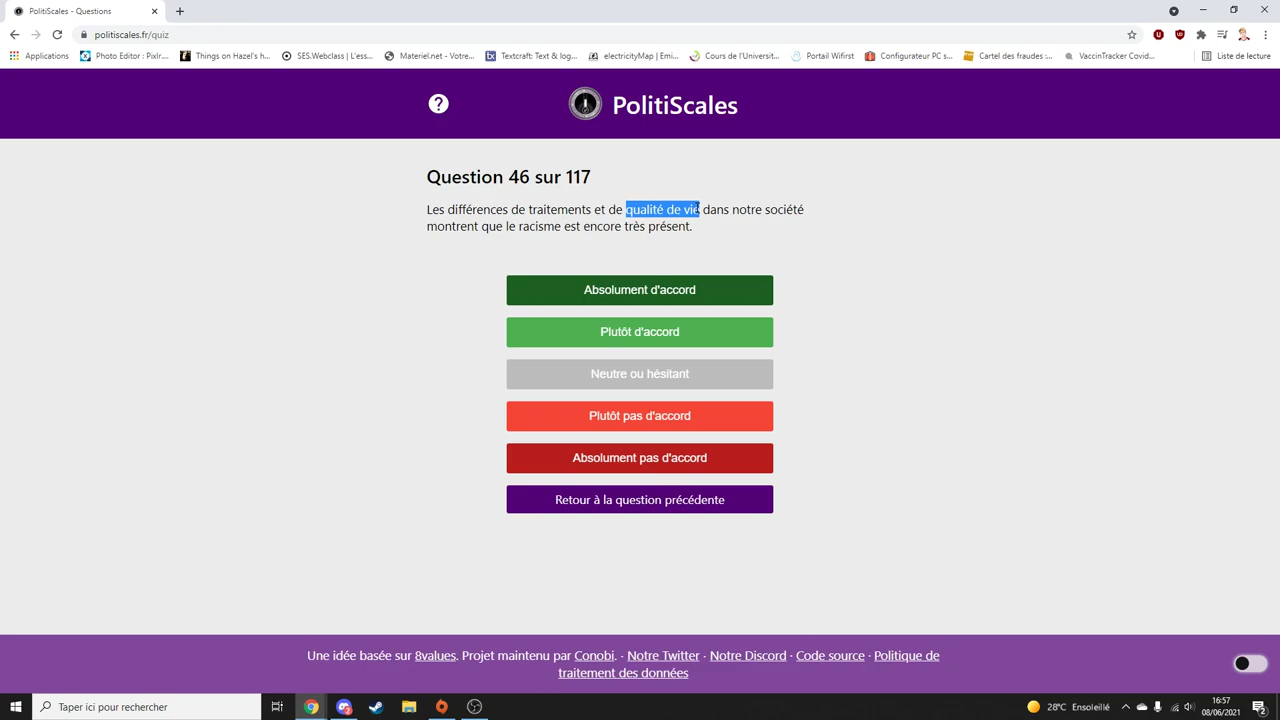 PolitiScales - Questions
politiscales.fr/quiz
Applications
Photo Editor : Pixlr...
Things on Hazel's h...
SES.Webclass | L'ess...
Materiel.net - Votre...
Textcraft: Text & log...
electricityMap | Emi...
Cours de l'Universit...
Portail Wifirst
Configurateur PC s...
Cartel des fraudes :...
VaccinTracker Covid...
Liste de lecture
PolitiScales
Question 46 sur 117
Les différences de traitements et de qualité de vie dans notre société
montrent que le racisme est encore très présent.
Absolument d'accord
Plutôt d'accord
Neutre ou hésitant
Plutôt pas d'accord
Absolument pas d'accord
Retour à la question précédente
Une idée basée sur 8values. Projet maintenu par Conobi. · Notre Twitter · Notre Discord · Code source · Politique de
traitement des données
Taper ici pour rechercher
28°C Ensoleillé
16:57
08/06/2021
2